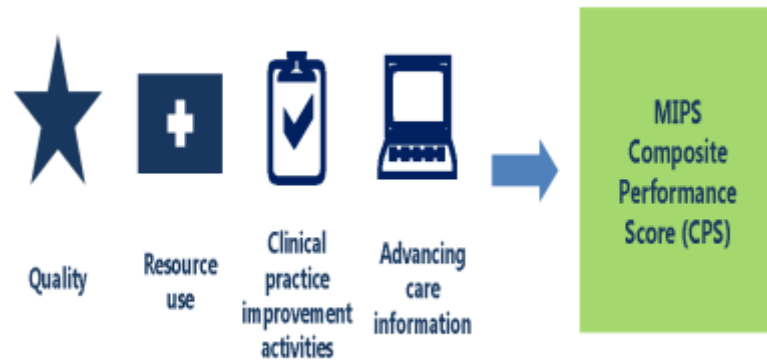 Quality
Resource
use
Clinical
practice
improvement
activities
Advancing
care
information
MIPS
Composite
Performance
Score (CPS)